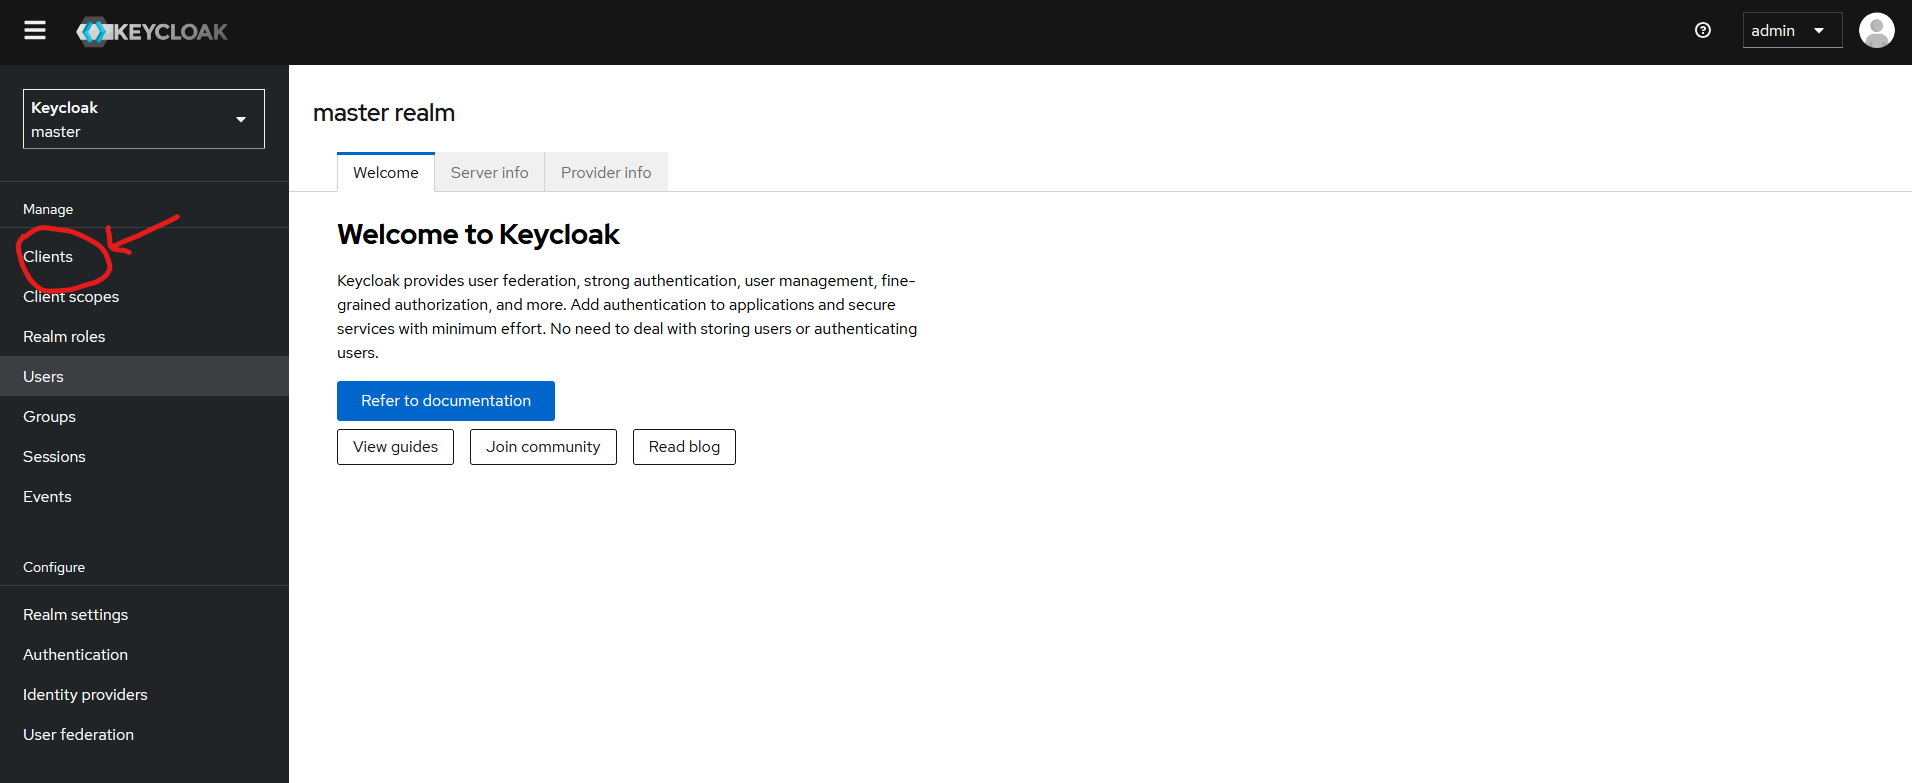 KEYCLOAK
admin
Keycloak
master
Manage
Clients
Client scopes
Realm roles
Users
Groups
Sessions
Events
Configure
Realm settings
Authentication
Identity providers
User federation
master realm
Welcome
Server info
Provider info
Welcome to Keycloak
Keycloak provides user federation, strong authentication, user management, fine-
grained authorization, and more. Add authentication to applications and secure
services with minimum effort. No need to deal with storing users or authenticating
users.
Refer to documentation
View guides
Join community
Read blog